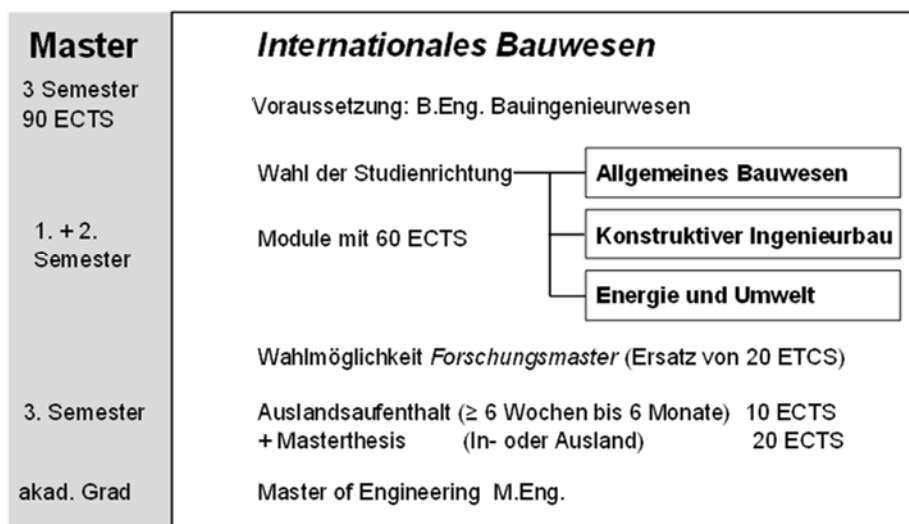 Master
Internationales Bauwesen
3 Semester
90 ECTS
Voraussetzung: B.Eng. Bauingenieurwesen
Wahl der Studienrichtung
Allgemeines Bauwesen
1. + 2.
Semester
Module mit 60 ECTS
Konstruktiver Ingenieurbau
Energie und Umwelt
Wahlmöglichkeit Forschungsmaster (Ersatz von 20 ETCS)
3. Semester
Auslandsaufenthalt (≥ 6 Wochen bis 6 Monate) 10 ECTS
+ Masterthesis (In- oder Ausland) 20 ECTS
akad. Grad
Master of Engineering M.Eng.